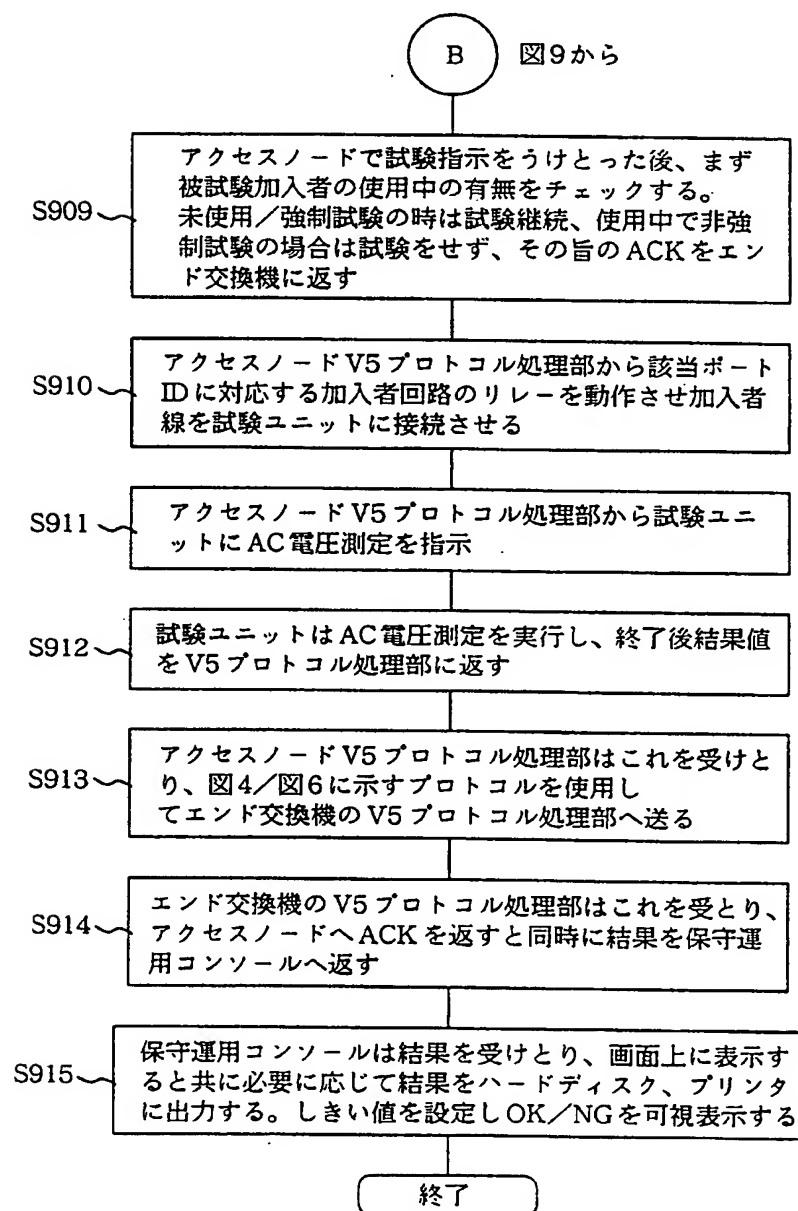 B 図9から
アクセスノードで試験指示をうけとった後、まず
被試験加入者の使用中の有無をチェックする。
S909
未使用／強制試験の時は試験継続、使用中で非強
制試験の場合は試験をせず、その旨のACKをエン
ド交換機に返す
アクセスノードV5プロトコル処理部から該当ポート
S910
IDに対応する加入者回路のリレーを動作させ加入者
線を試験ユニットに接続させる
アクセスノードV5プロトコル処理部から試験ユニ
S911
ットにAC電圧測定を指示
試験ユニットはAC電圧測定を実行し、終了後結果値
S912
をV5プロトコル処理部に返す
アクセスノードV5プロトコル処理部はこれを受けと
S913
り、図4／図6に示すプロトコルを使用し
てエンド交換機のV5プロトコル処理部へ送る
エンド交換機のV5プロトコル処理部はこれを受とり、
S914
アクセスノードへACKを返すと同時に結果を保守運
用コンソールへ返す
保守運用コンソールは結果を受けとり、画面上に表示す
S915
ると共に必要に応じて結果をハードディスク、プリンタ
に出力する。しきい値を設定しOK／NGを可視表示する
終了